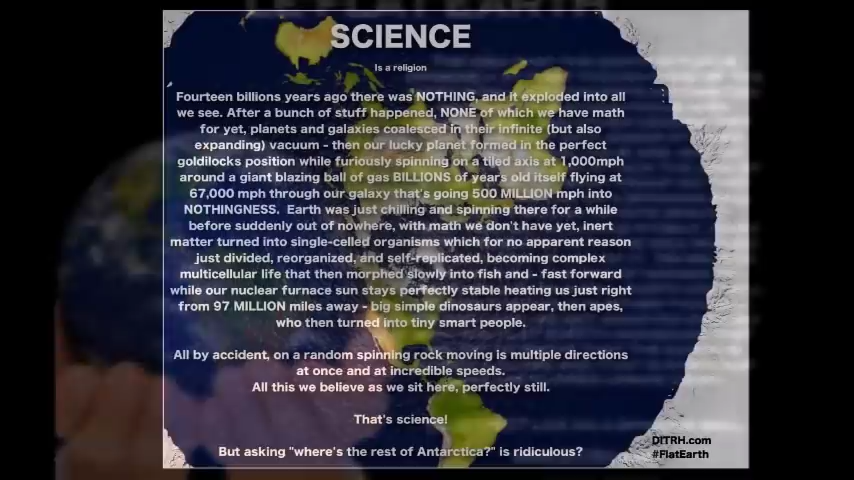 SCIENCE
Is a religion
Fourteen billions years ago there was NOTHING, and it exploded into all
we see. After a bunch of stuff happened, NONE of which we have math
for yet, planets and galaxies coalesced in their infinite (but also
expanding) vacuum - then our lucky planet formed in the perfect
goldilocks position while furiously spinning on a tiled axis at 1,000mph
around a giant blazing ball of gas BILLIONS of years old itself flying at
67,000 mph through our galaxy that's going 500 MILLION mph into
NOTHINGNESS. Earth was just chilling and spinning there for a while
before suddenly out of nowhere, with math we don't have yet, inert
matter turned into single-celled organisms which for no apparent reason
just divided, reorganized, and self-replicated, becoming complex
multicellular life that then morphed slowly into fish and - fast forward
while our nuclear furnace sun stays perfectly stable heating us just right
from 97 MILLION miles away - big simple dinosaurs appear, then apes,
who then turned into tiny smart people.
All by accident, on a random spinning rock moving is multiple directions
at once and at incredible speeds.
All this we believe as we sit here, perfectly still.
That's science!
But asking "where's the rest of Antarctica?" is ridiculous?
DITRH.com
#FlatEarth